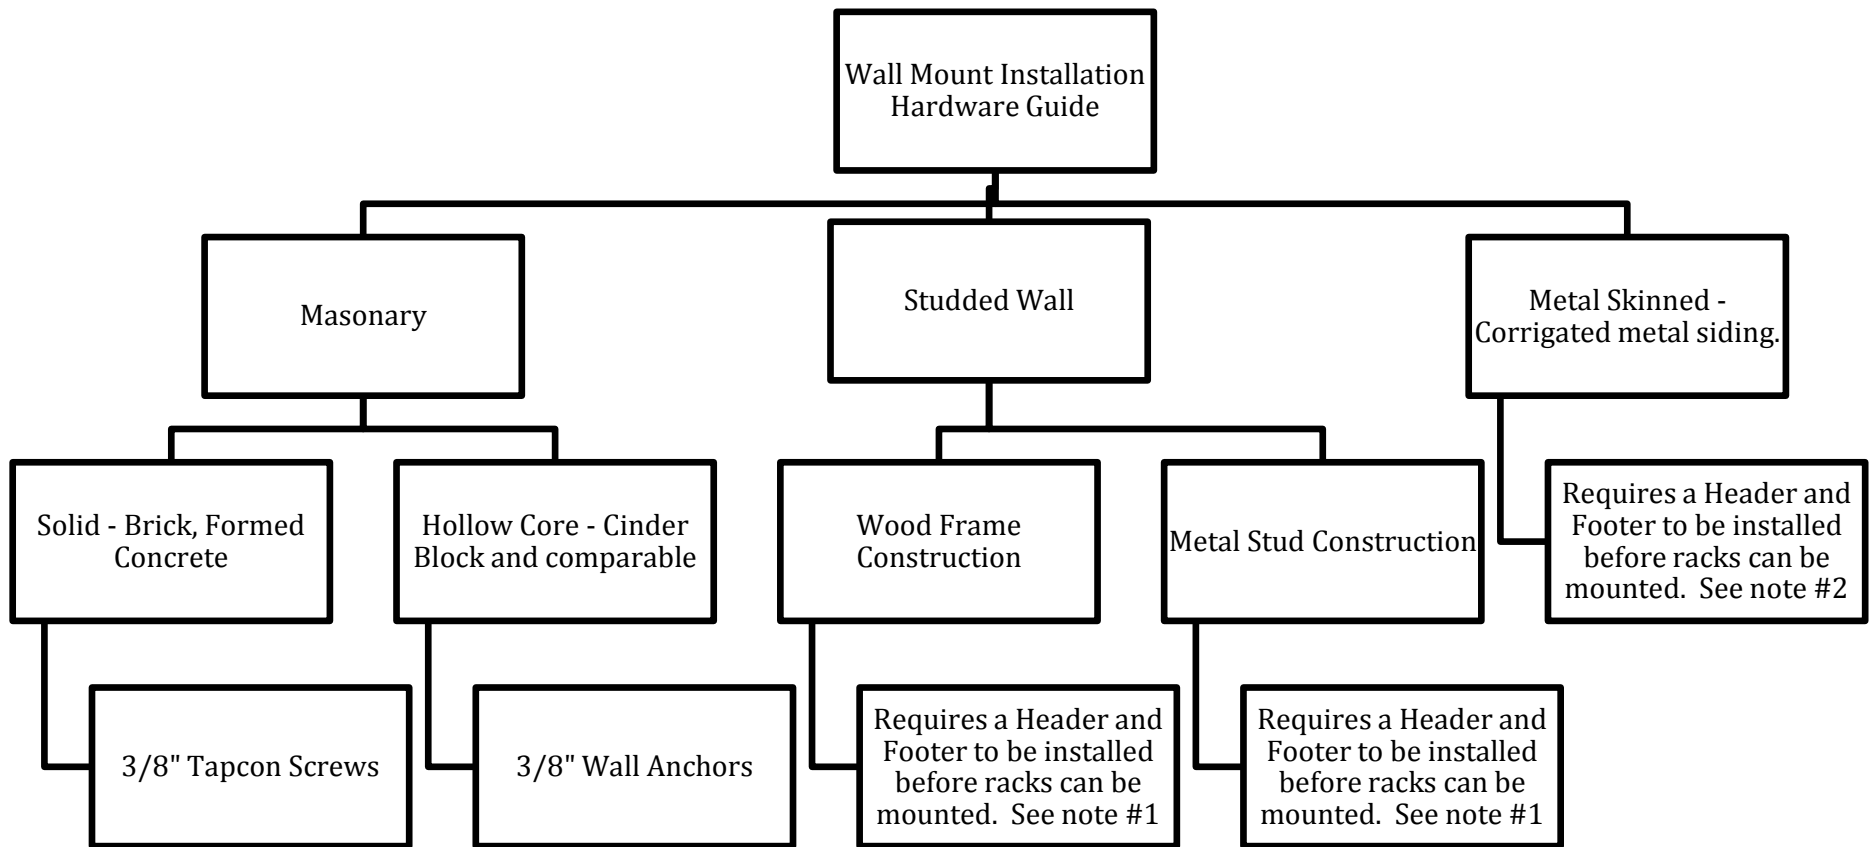 Wall Mount Installation
Hardware Guide
Masonary
Studded Wall
Metal Skinned -
Corrigated metal siding.
Solid - Brick, Formed
Concrete
Hollow Core - Cinder
Block and comparable
Wood Frame
Construction
Metal Stud Construction
Requires a Header and
Footer to be installed
before racks can be
mounted.  See note #2
3/8" Tapcon Screws
3/8" Wall Anchors
Requires a Header and
Footer to be installed
before racks can be
mounted.  See note #1
Requires a Header and
Footer to be installed
before racks can be
mounted.  See note #1